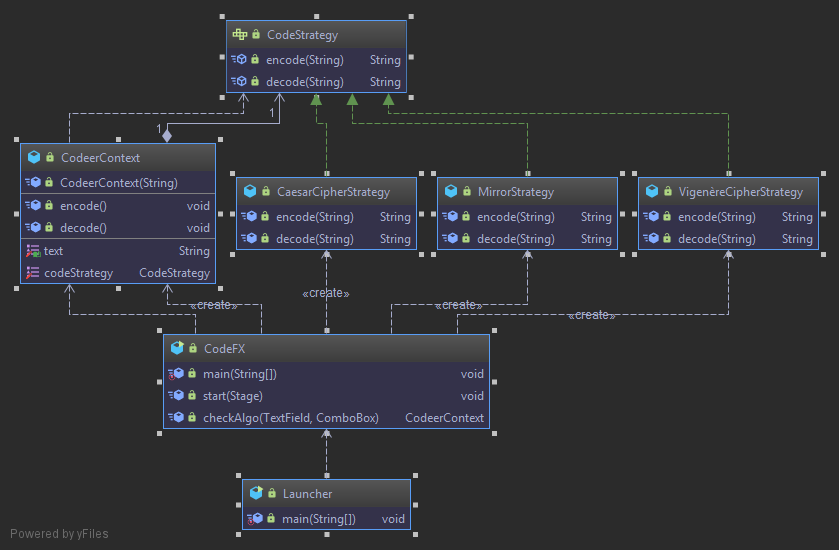 CodeStrategy
encode(String) String
decode(String) String
1
1
CodeerContext
CodeerContext(String)
encode() void
decode() void
text String
codeStrategy CodeStrategy
CaesarCipherStrategy
encode(String) String
decode(String) String
MirrorStrategy
encode(String) String
decode(String) String
VigenèreCipherStrategy
encode(String) String
decode(String) String
«create»
«create»
«create»
«create»
CodeFX
main(String[]) void
start(Stage) void
checkAlgo(TextField, ComboBox) CodeerContext
Launcher
main(String[]) void
Powered by yFiles